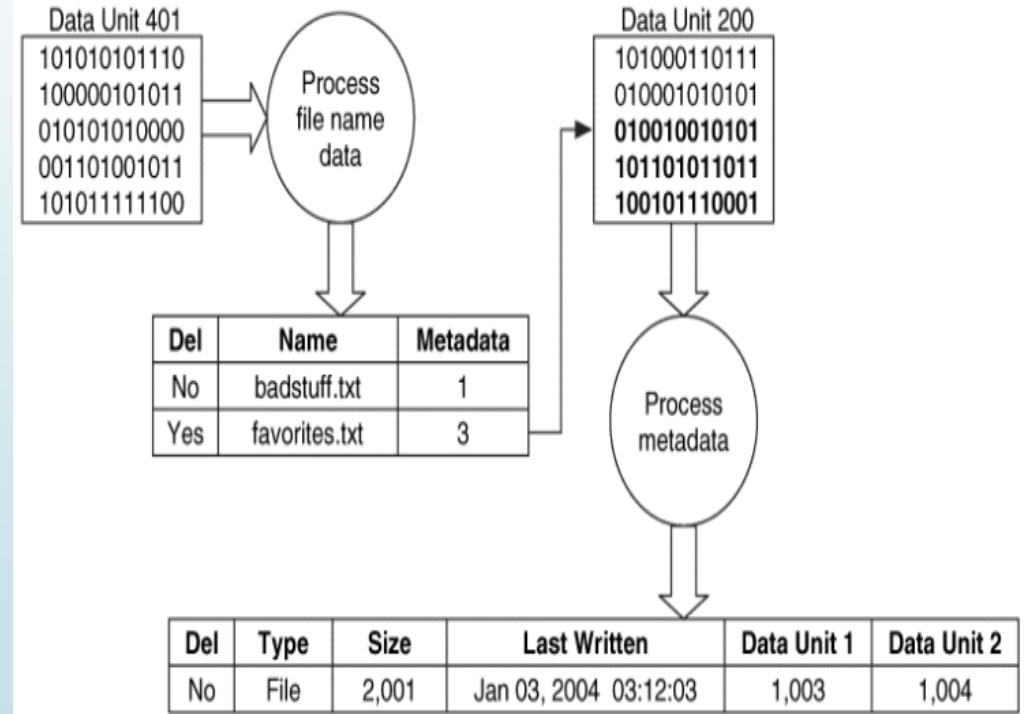 Data Unit 401
101010101110
100000101011
010101010000
001101001011
101011111100
Process
file name
data
Data Unit 200
101000110111
010001010101
010010010101
101101011011
100101110001
Del Name Metadata
No badstuff.txt 1
Yes favorites.txt 3
Process
metadata
Del Type Size Last Written Data Unit 1 Data Unit 2
No File 2,001 Jan 03, 2004 03:12:03 1,003 1,004